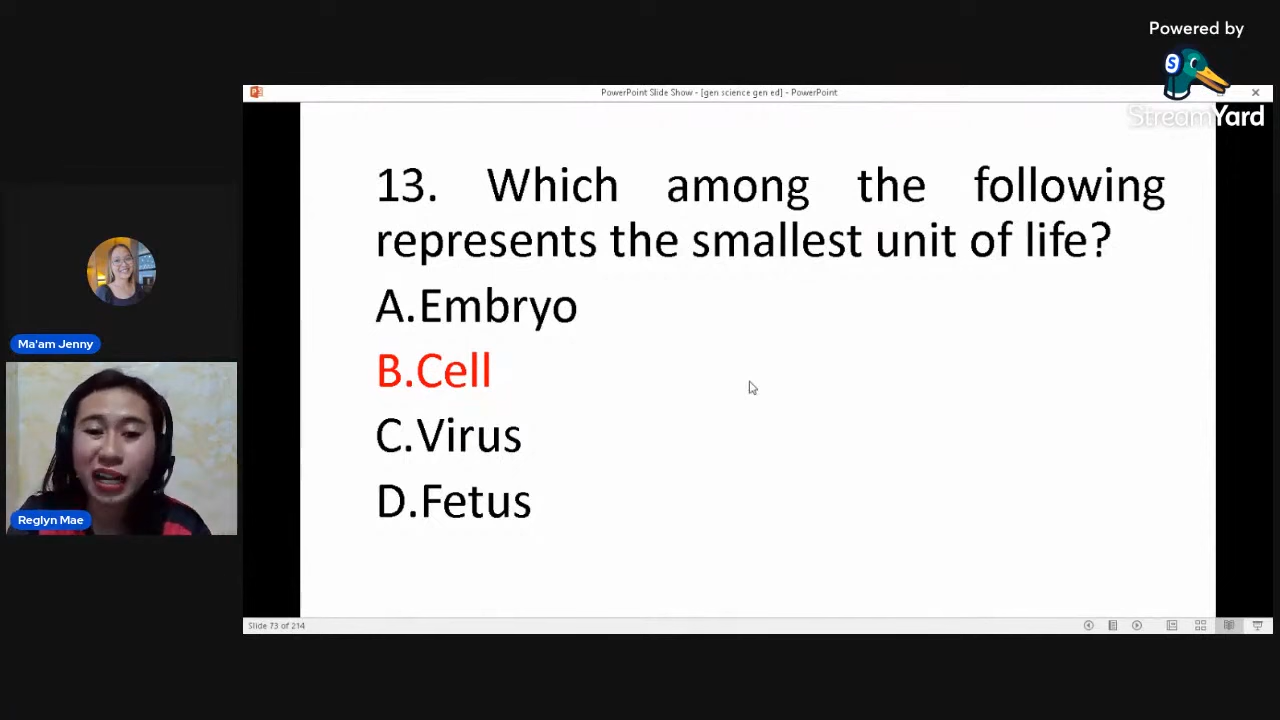 Powered by
StreamYard
PowerPoint Slide Show - [gen science gen ed] - PowerPoint
13. Which among the following
represents the smallest unit of life?
A.Embryo
B.Cell
C.Virus
D.Fetus
Ma'am Jenny
Reglyn Mae
Slide 73 of 214